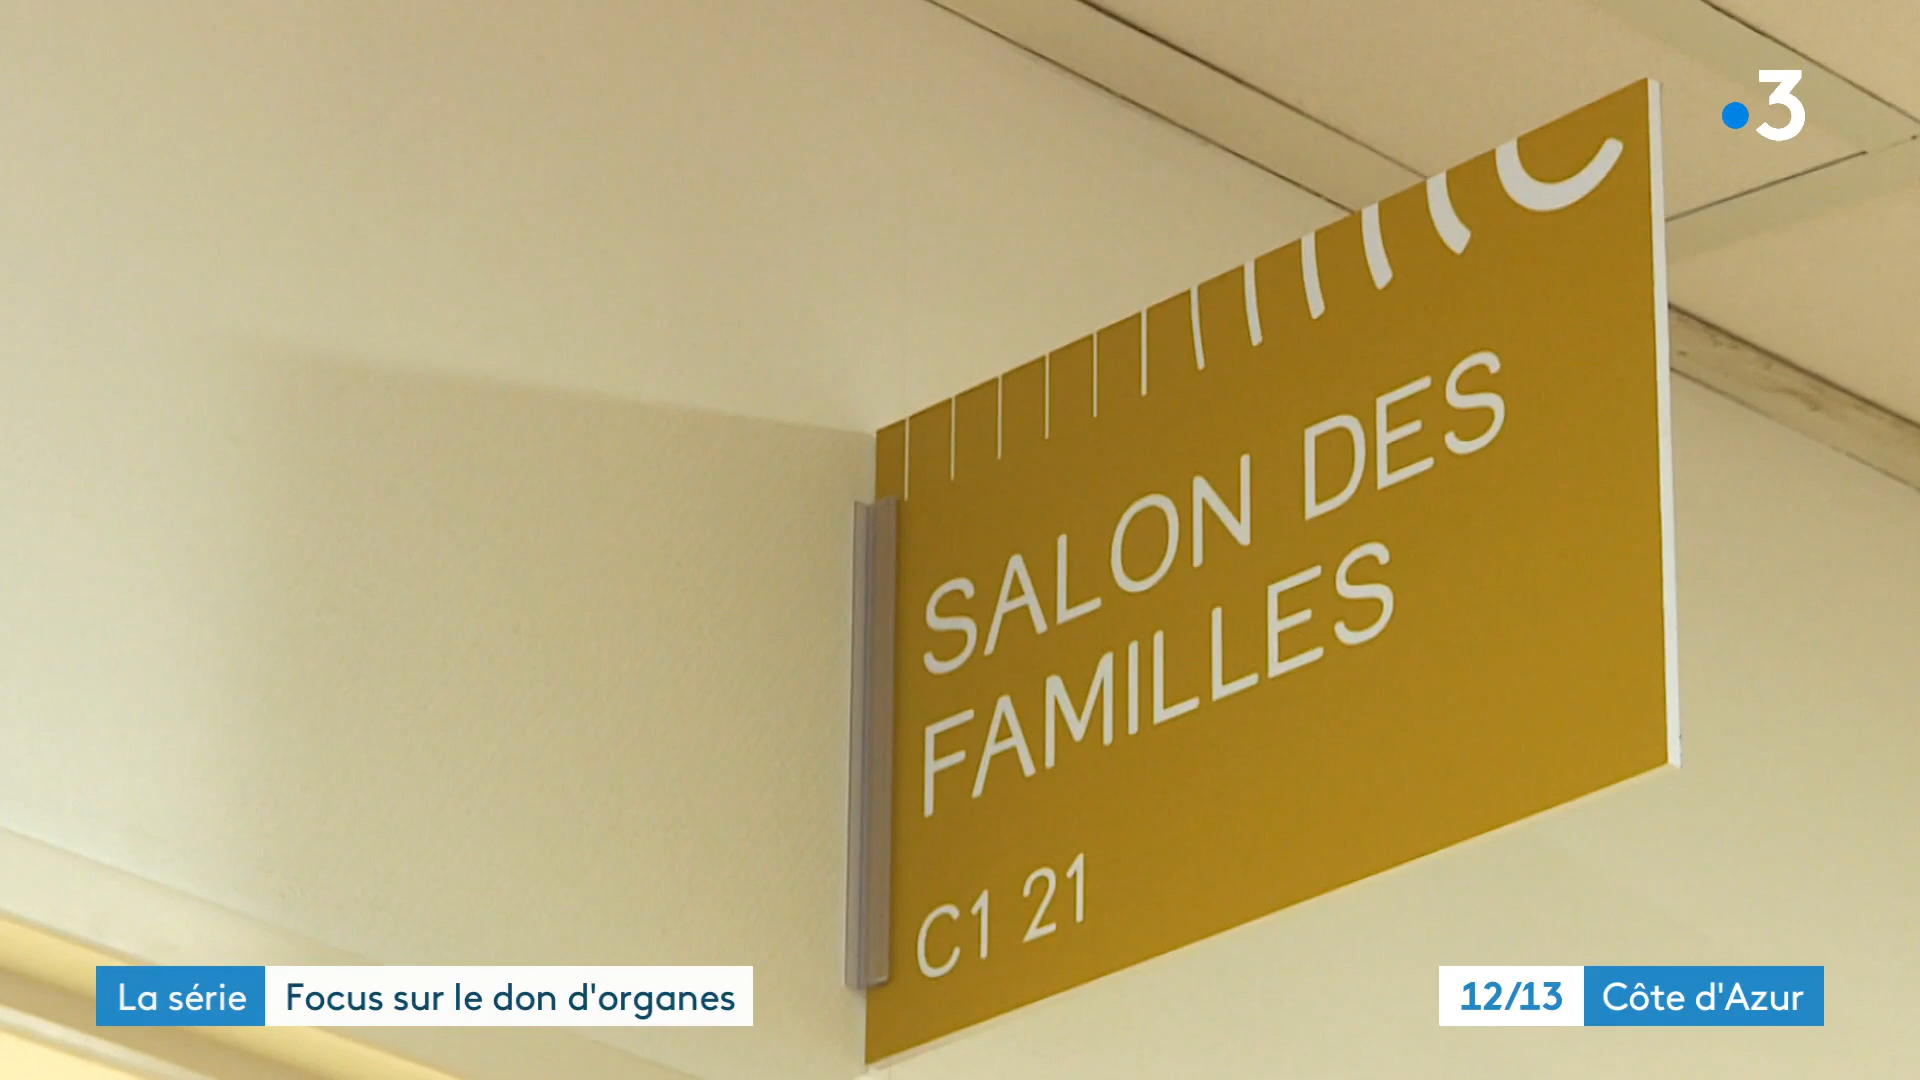 3
SALON DES
FAMILLES
C1 21
La série Focus sur le don d'organes
12/13 Côte d'Azur